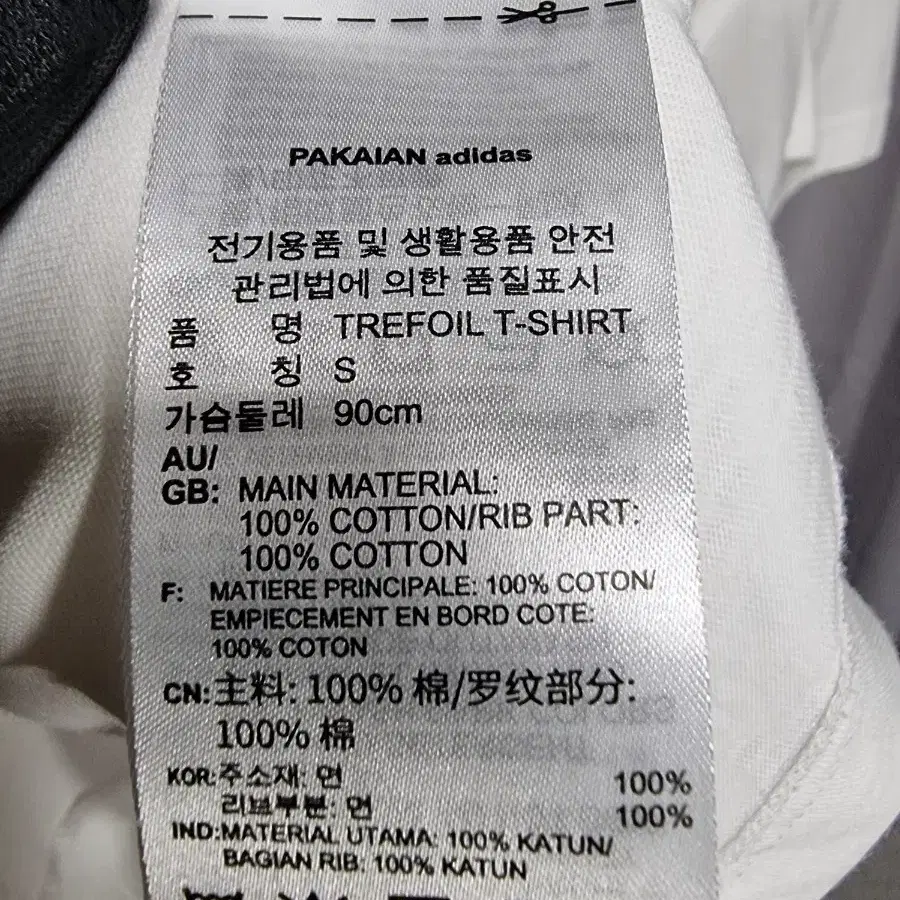 PAKAIAN adidas
전기용품 및 생활용품 안전
관리법에 의한 품질표시
품 명 TREFOIL T-SHIRT
호 칭 S
가슴둘레 90cm
AU/
GB: MAIN MATERIAL:
100% COTTON/RIB PART:
100% COTTON
F: MATIERE PRINCIPALE: 100% COTON/
EMPIECEMENT EN BORD COTE:
100% COTON
CN:主料: 100% 棉/罗纹部分:
100% 棉
KOR:주소재: 면 100%
리브부분: 면 100%
IND:MATERIAL UTAMA: 100% KATUN/
BAGIAN RIB: 100% KATUN